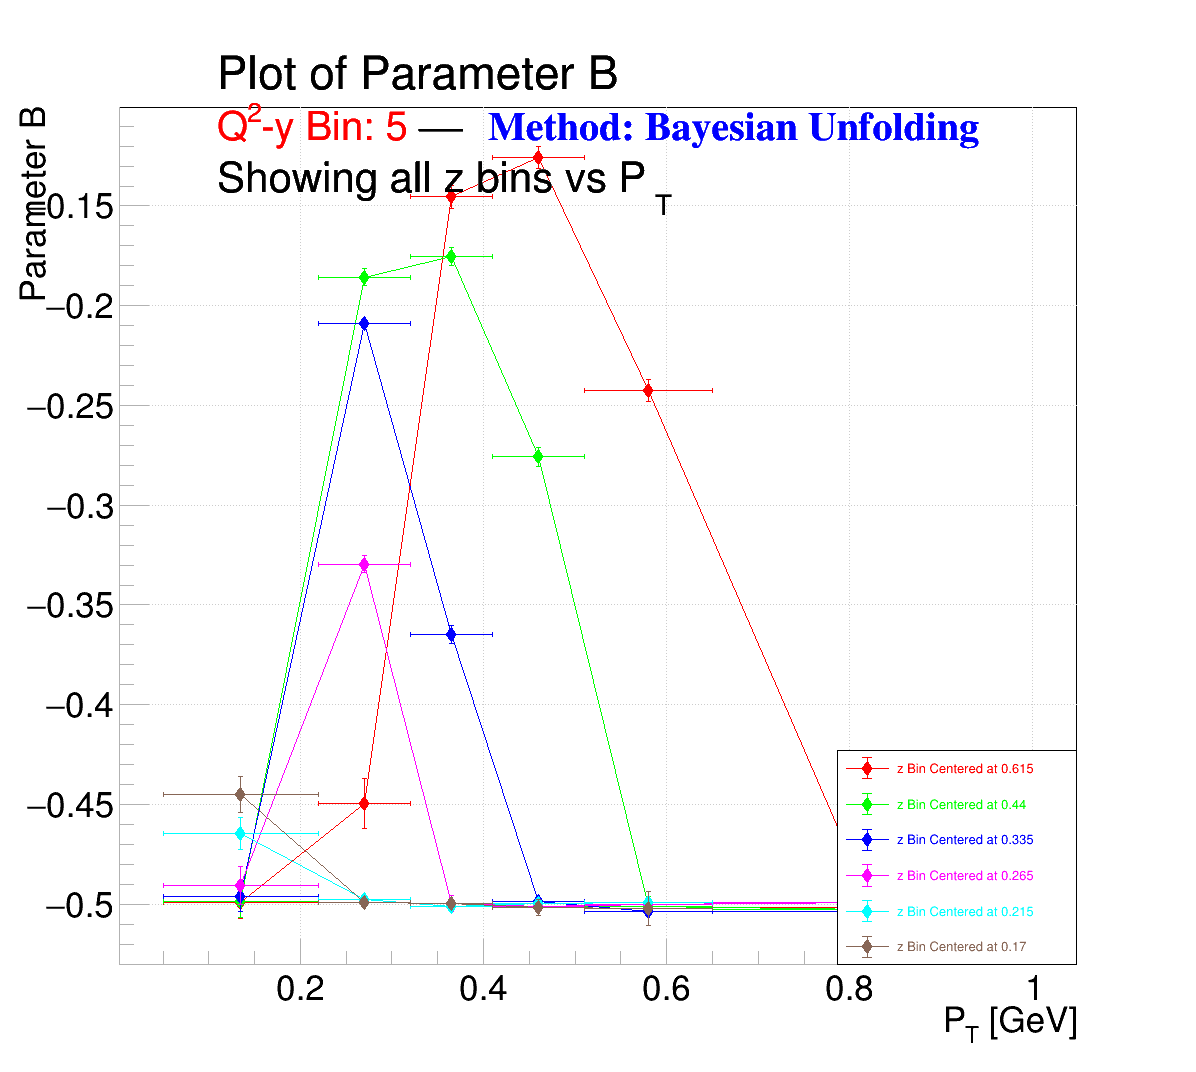 Plot of Parameter B
Q²-y Bin: 5 — Method: Bayesian Unfolding
Showing all z bins vs P_T
Parameter B
−0.15
−0.2
−0.25
−0.3
−0.35
−0.4
−0.45
−0.5
z Bin Centered at 0.615
z Bin Centered at 0.44
z Bin Centered at 0.335
z Bin Centered at 0.265
z Bin Centered at 0.215
z Bin Centered at 0.17
0.2 0.4 0.6 0.8 1
P_T [GeV]